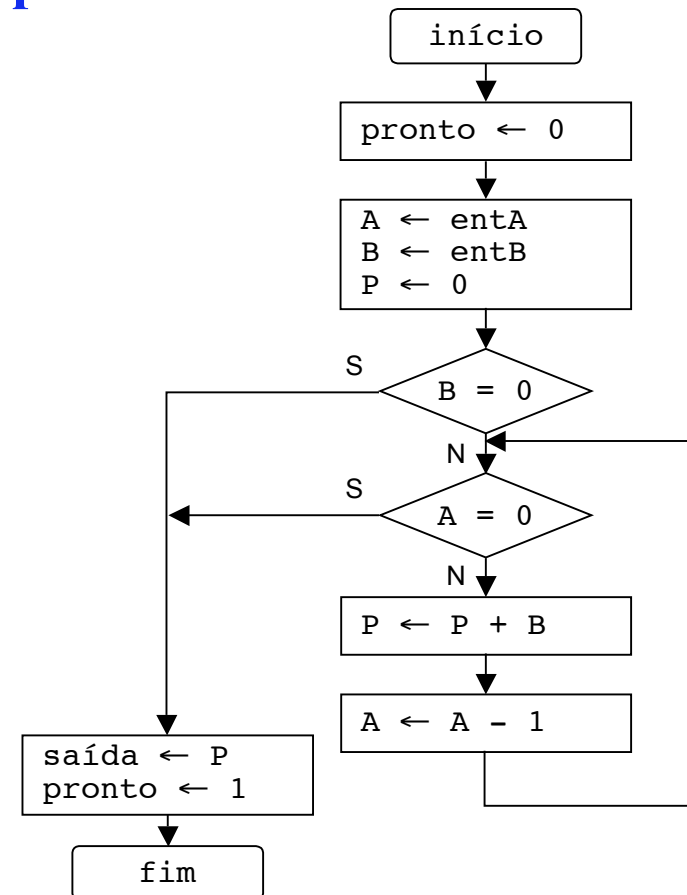 início
pronto ← 0
A ← entA
B ← entB
P ← 0
S
B = 0
N
S
A = 0
N
P ← P + B
A ← A - 1
saída ← P
pronto ← 1
fim